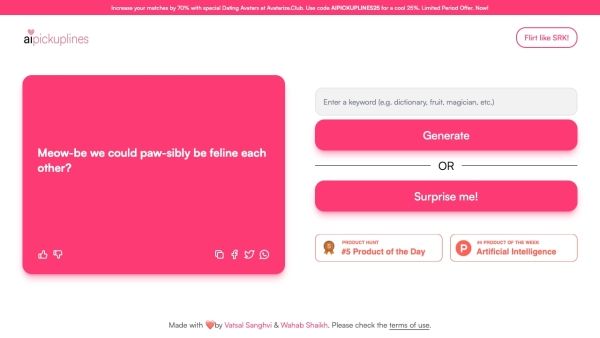 Increase your matches by 70% with special Dating Avatars at Avatarize.Club. Use code AIPICKUPLINES25 for a cool 25%. Limited Period Offer. Now!
aipickuplines
Flirt like SRK!
Meow-be we could paw-sibly be feline each
other?
Enter a keyword (e.g. dictionary, fruit, magician, etc.)
Generate
OR
Surprise me!
PRODUCT HUNT
#5 Product of the Day
#4 PRODUCT OF THE WEEK
Artificial Intelligence
Made with by Vatsal Sanghvi & Wahab Shaikh. Please check the terms of use.